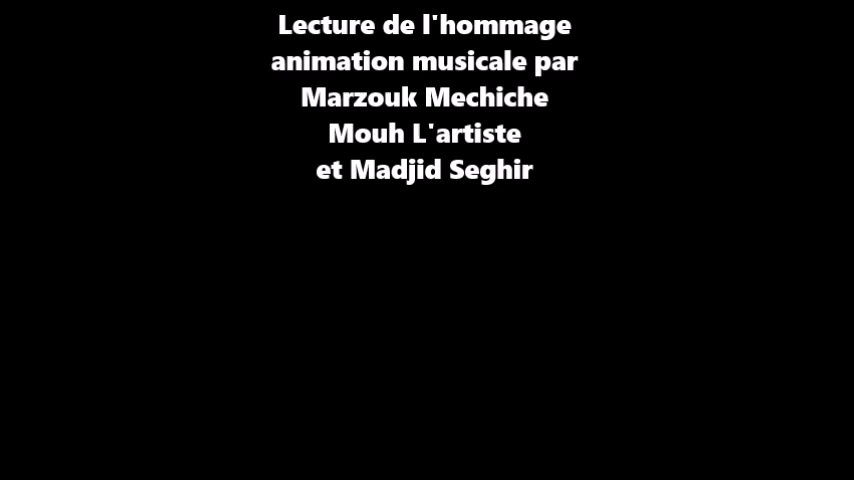 Lecture de l'hommage
animation musicale par
Marzouk Mechiche
Mouh L'artiste
et Madjid Seghir